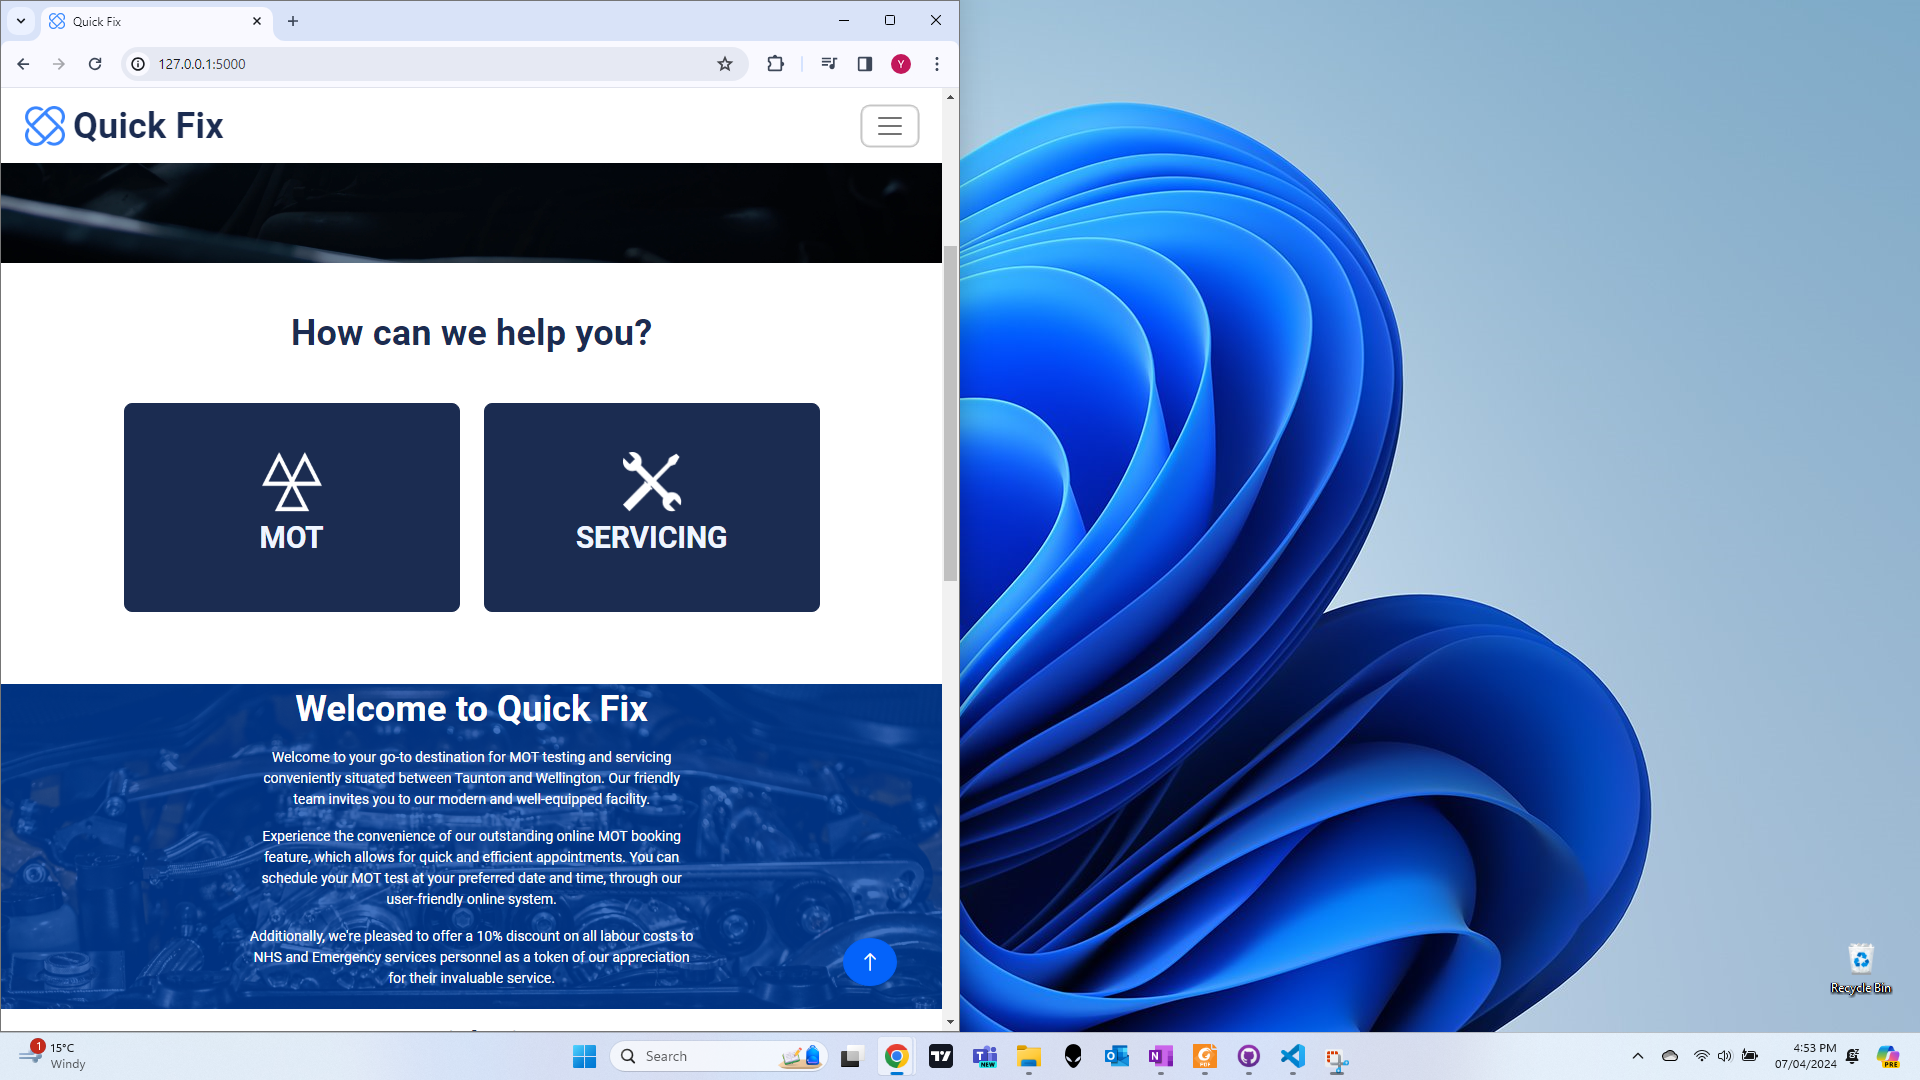 Quick Fix
127.0.0.1:5000
Y
Quick Fix
How can we help you?
MOT
SERVICING
Welcome to Quick Fix
Welcome to your go-to destination for MOT testing and servicing
conveniently situated between Taunton and Wellington. Our friendly
team invites you to our modern and well-equipped facility.
Experience the convenience of our outstanding online MOT booking
feature, which allows for quick and efficient appointments. You can
schedule your MOT test at your preferred date and time, through our
user-friendly online system.
Additionally, we're pleased to offer a 10% discount on all labour costs to
NHS and Emergency services personnel as a token of our appreciation
for their invaluable service.
Recycle Bin
1
15°C
Windy
Search
NEW
PDF
4:53 PM
07/04/2024
PRE